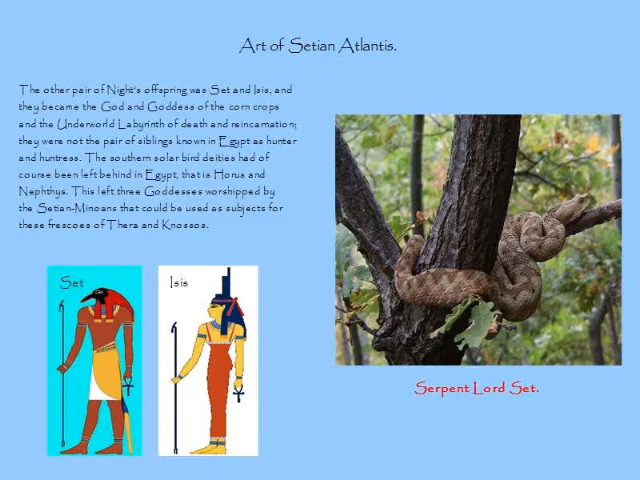 Art of Setian Atlantis.
The other pair of Night's offspring was Set and Isis, and
they became the God and Goddess of the corn crops
and the Underworld Labyrinth of death and reincarnation;
they were not the pair of siblings known in Egypt as hunter
and huntress. The southern solar bird deities had of
course been left behind in Egypt, that is Horus and
Nephthys. This left three Goddesses worshipped by
the Setian-Minoans that could be used as subjects for
these frescoes of Thera and Knossos.
Set
Isis
Serpent Lord Set.